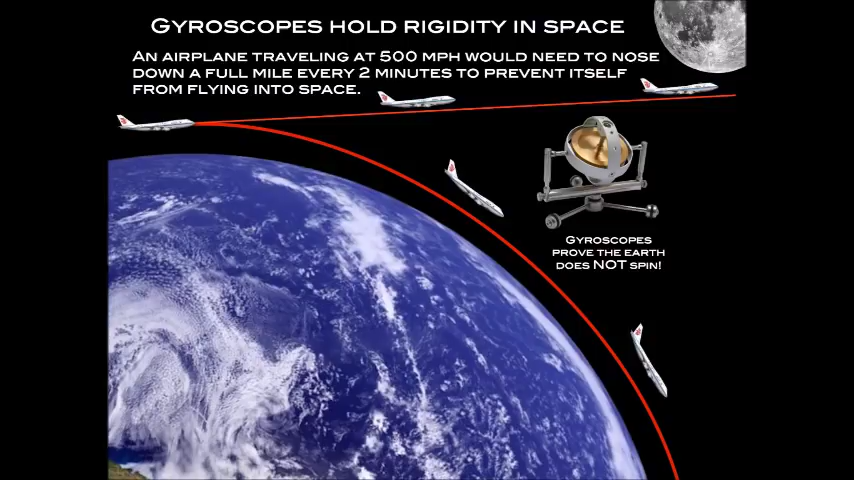 Gyroscopes hold rigidity in space
An airplane traveling at 500 mph would need to nose
down a full mile every 2 minutes to prevent itself
from flying into space.
Gyroscopes
prove the earth
does NOT spin!